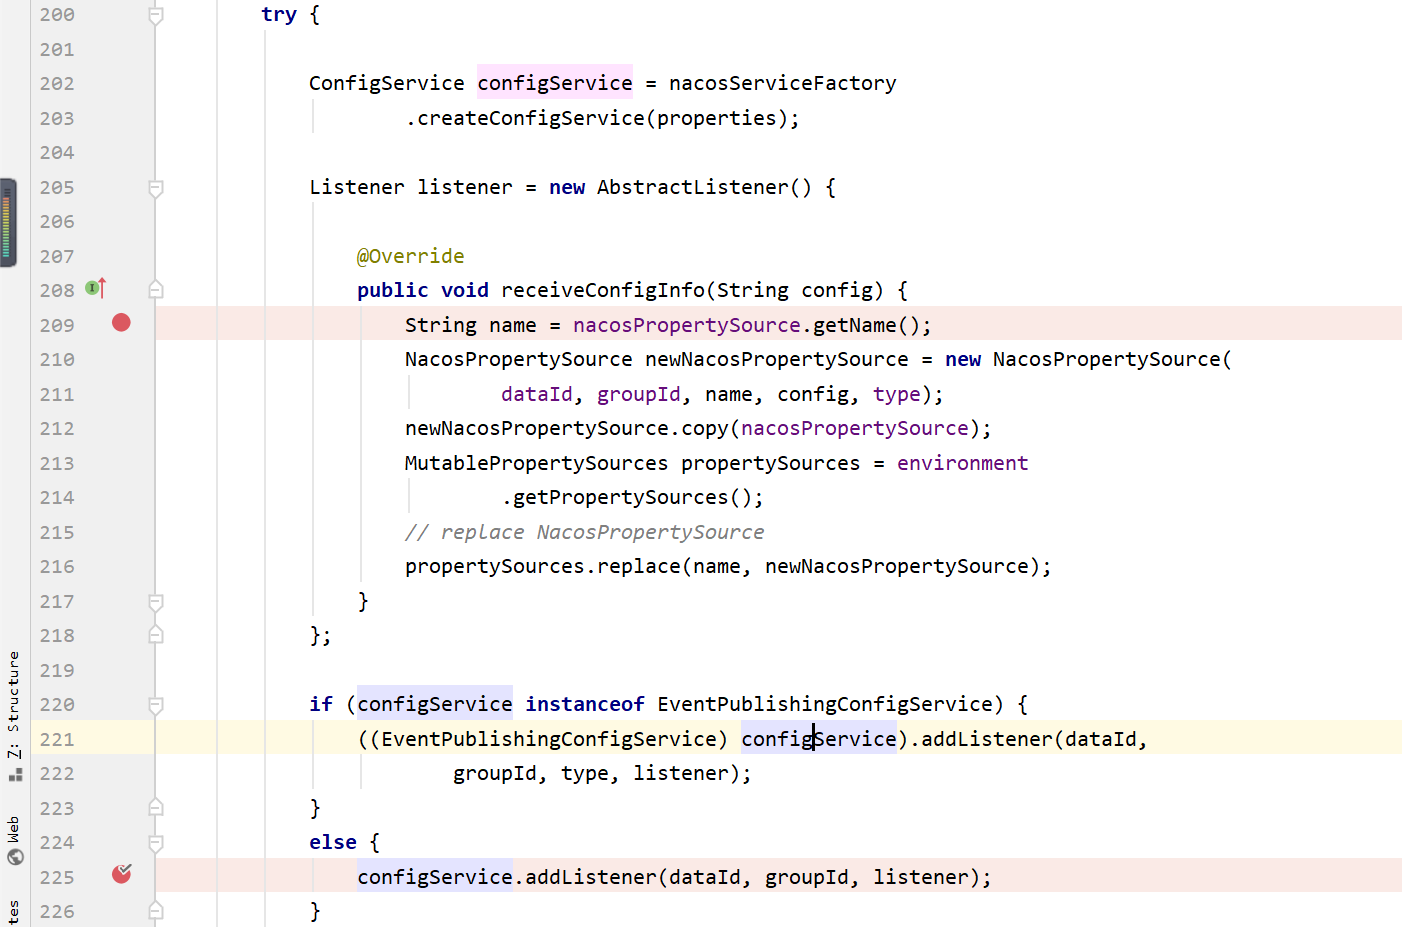 200 try {
201
202 ConfigService configService = nacosServiceFactory
203 .createConfigService(properties);
204
205 Listener listener = new AbstractListener() {
206
207 @Override
208 public void receiveConfigInfo(String config) {
209 String name = nacosPropertySource.getName();
210 NacosPropertySource newNacosPropertySource = new NacosPropertySource(
211 dataId, groupId, name, config, type);
212 newNacosPropertySource.copy(nacosPropertySource);
213 MutablePropertySources propertySources = environment
214 .getPropertySources();
215 // replace NacosPropertySource
216 propertySources.replace(name, newNacosPropertySource);
217 }
218 };
219
220 if (configService instanceof EventPublishingConfigService) {
221 ((EventPublishingConfigService) configService).addListener(dataId,
222 groupId, type, listener);
223 }
224 else {
225 configService.addListener(dataId, groupId, listener);
226 }
Z: Structure
Web
tes